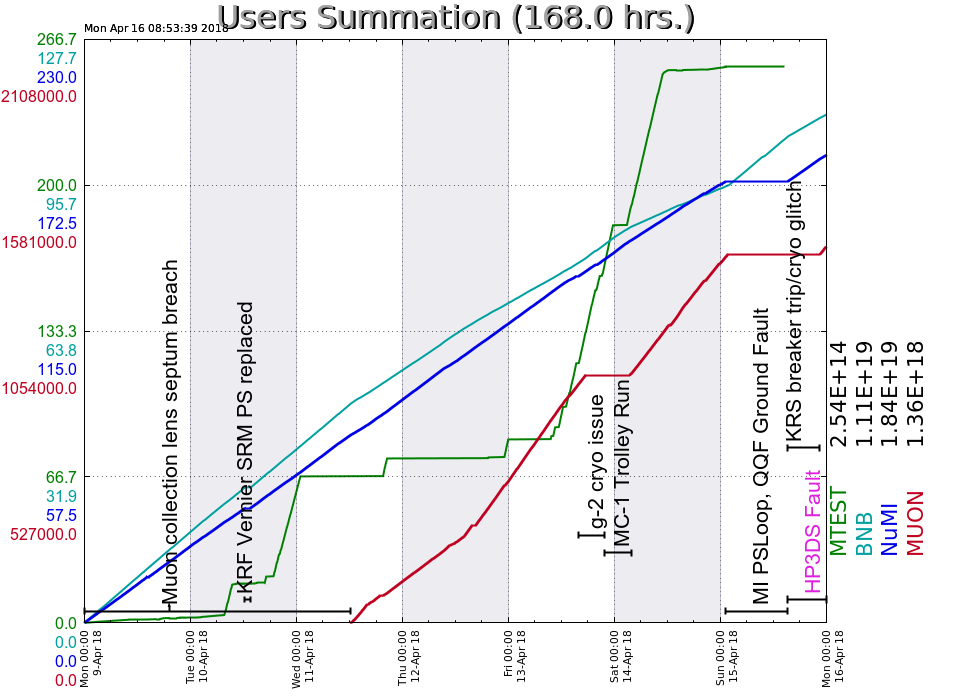 Users Summation (168.0 hrs.)
Mon Apr 16 08:53:39 2018
266.7
127.7
230.0
2108000.0
200.0
95.7
172.5
1581000.0
133.3
63.8
115.0
1054000.0
66.7
31.9
57.5
527000.0
0.0
0.0
0.0
0.0
Muon collection lens septum breach
KRF Vernier SRM PS replaced
g-2 cryo issue
MC-1 Trolley Run
MI PSLoop, QQF Ground Fault
KRS breaker trip/cryo glitch
HP3DS Fault
MTEST 2.54E+14
BNB 1.11E+19
NuMI 1.84E+19
MUON 1.36E+18
Mon 00:00
9-Apr 18
Tue 00:00
10-Apr 18
Wed 00:00
11-Apr 18
Thu 00:00
12-Apr 18
Fri 00:00
13-Apr 18
Sat 00:00
14-Apr 18
Sun 00:00
15-Apr 18
Mon 00:00
16-Apr 18